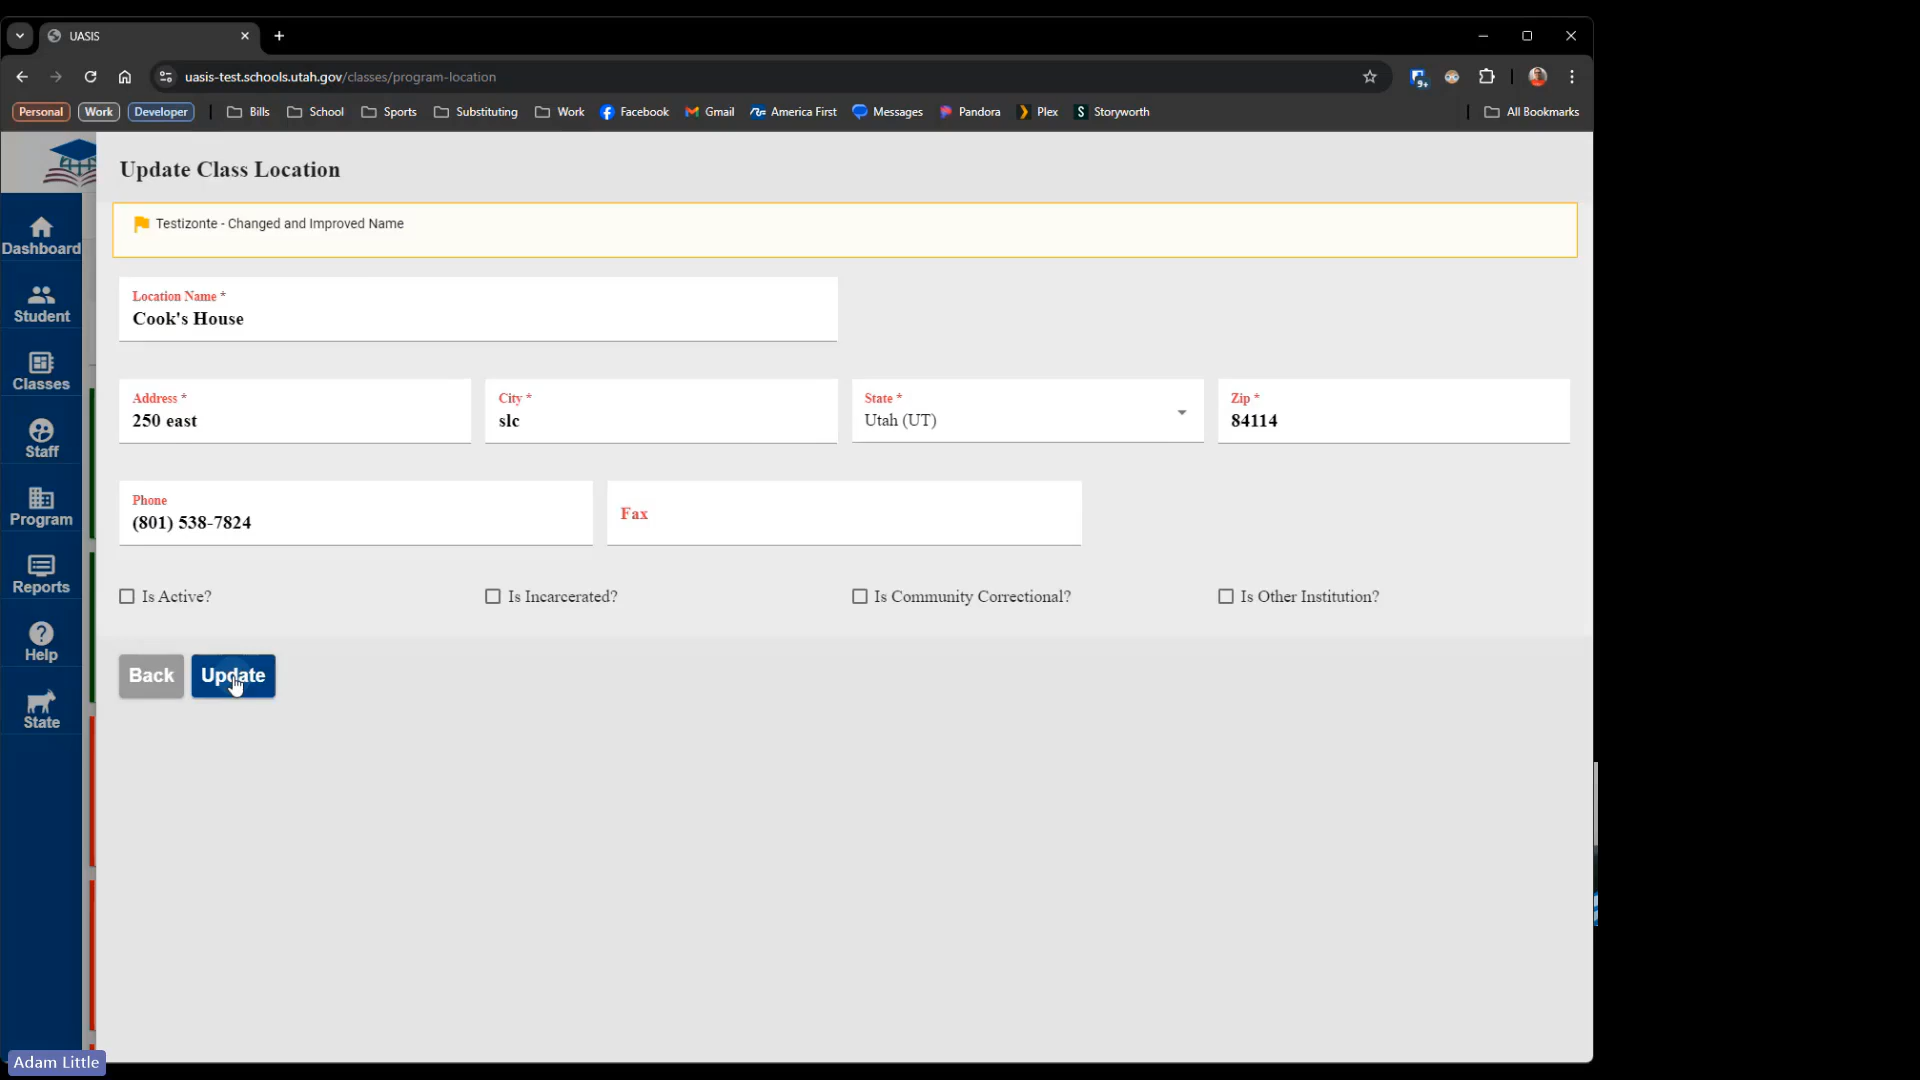 UASIS
uasis-test.schools.utah.gov/classes/program-location
9+
Personal Work Developer Bills School Sports Substituting Work Facebook Gmail America First Messages Pandora Plex Storyworth All Bookmarks
Update Class Location
Testizonte - Changed and Improved Name
Dashboard
Student
Classes
Staff
Program
Reports
Help
State
Location Name *
Cook's House
Address *
250 east
City *
slc
State *
Utah (UT)
Zip *
84114
Phone
(801) 538-7824
Fax
Is Active?
Is Incarcerated?
Is Community Correctional?
Is Other Institution?
Back
Update
Adam Little